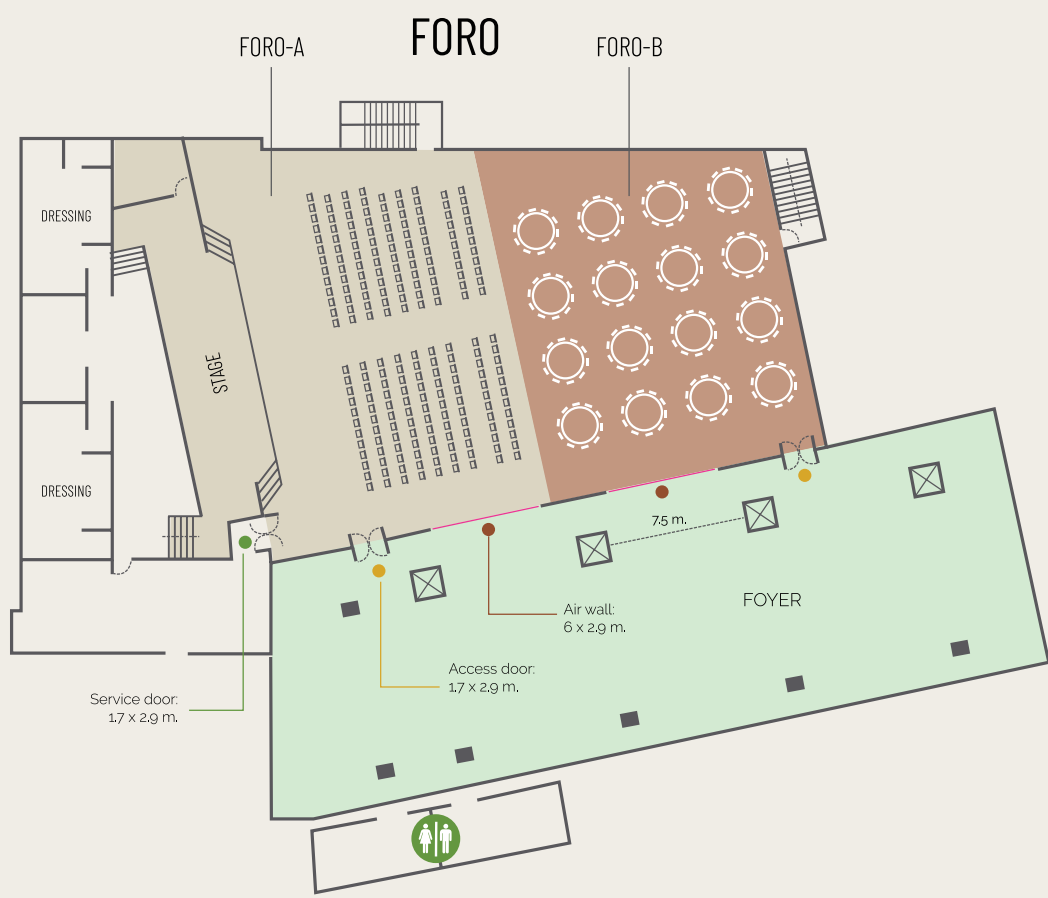 FORO
FORO-A
FORO-B
DRESSING
STAGE
DRESSING
7.5 m.
FOYER
Air wall:
6 x 2.9 m.
Access door:
1.7 x 2.9 m.
Service door:
1.7 x 2.9 m.